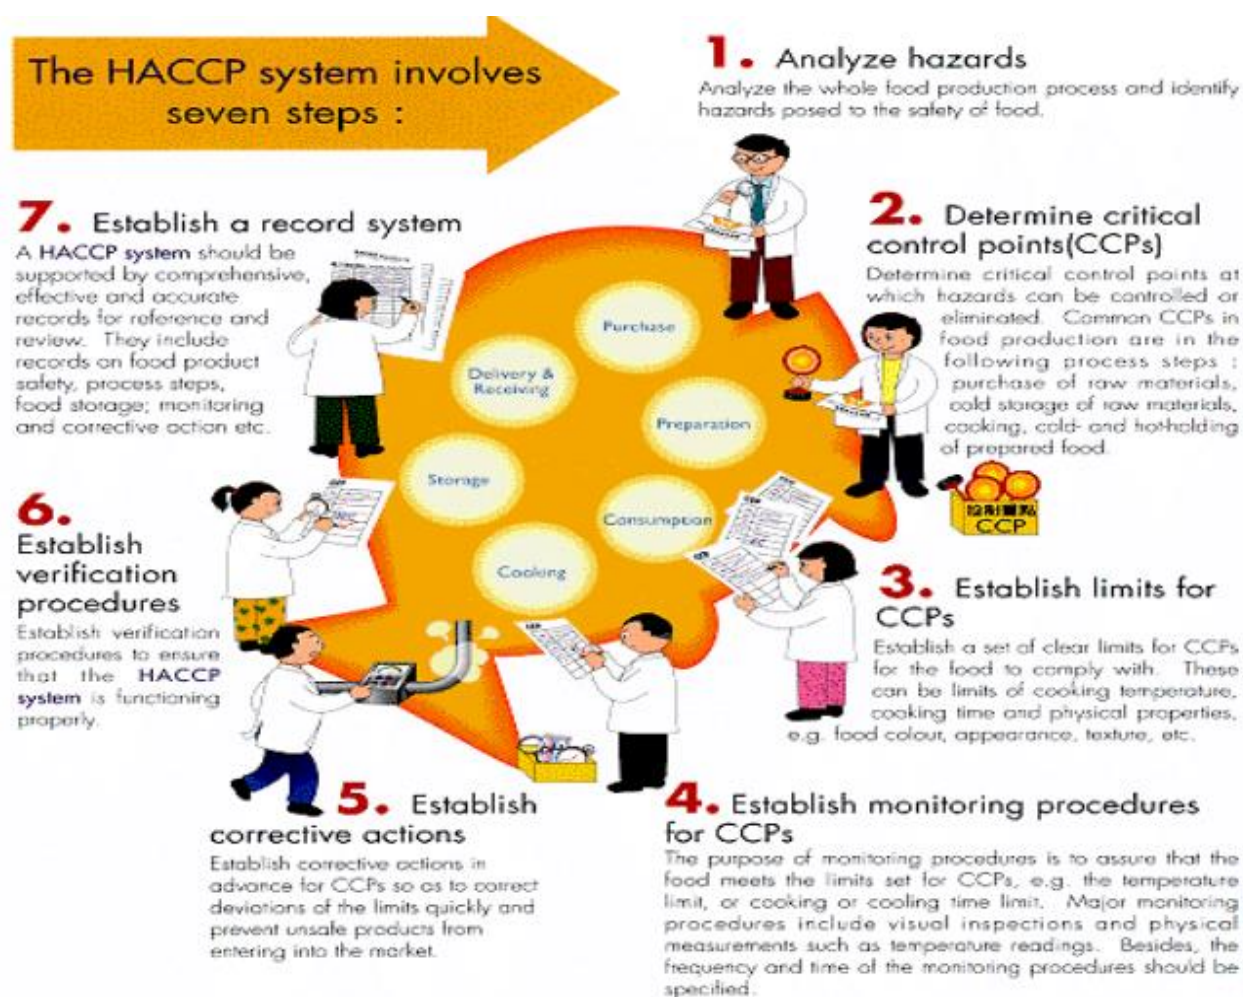 The HACCP system involves
seven steps :
1. Analyze hazards
Analyze the whole food production process and identify
hazards posed to the safety of food.
2. Determine critical
control points(CCPs)
Determine critical control points at
which hazards can be controlled or
eliminated. Common CCPs in
food production are in the
following process steps :
purchase of raw materials,
cold storage of raw materials,
cooking, cold- and hot-holding
of prepared food.
CCP
3. Establish limits for
CCPs
Establish a set of clear limits for CCPs
for the food to comply with. These
can be limits of cooking temperature,
cooking time and physical properties,
e.g. food colour, appearance, texture, etc.
4. Establish monitoring procedures
for CCPs
The purpose of monitoring procedures is to assure that the
food meets the limits set for CCPs, e.g. the temperature
limit, or cooking or cooling time limit. Major monitoring
procedures include visual inspections and physical
measurements such as temperature readings. Besides, the
frequency and time of the monitoring procedures should be
specified.
5. Establish
corrective actions
Establish corrective actions in
advance for CCPs so as to correct
deviations of the limits quickly and
prevent unsafe products from
entering into the market.
6.
Establish
verification
procedures
Establish verification
procedures to ensure
that the HACCP
system is functioning
properly.
7. Establish a record system
A HACCP system should be
supported by comprehensive,
effective and accurate
records for reference and
review. They include
records on food product
safety, process steps,
food storage; monitoring
and corrective action etc.
Purchase
Delivery &
Receiving
Preparation
Storage
Consumption
Cooking